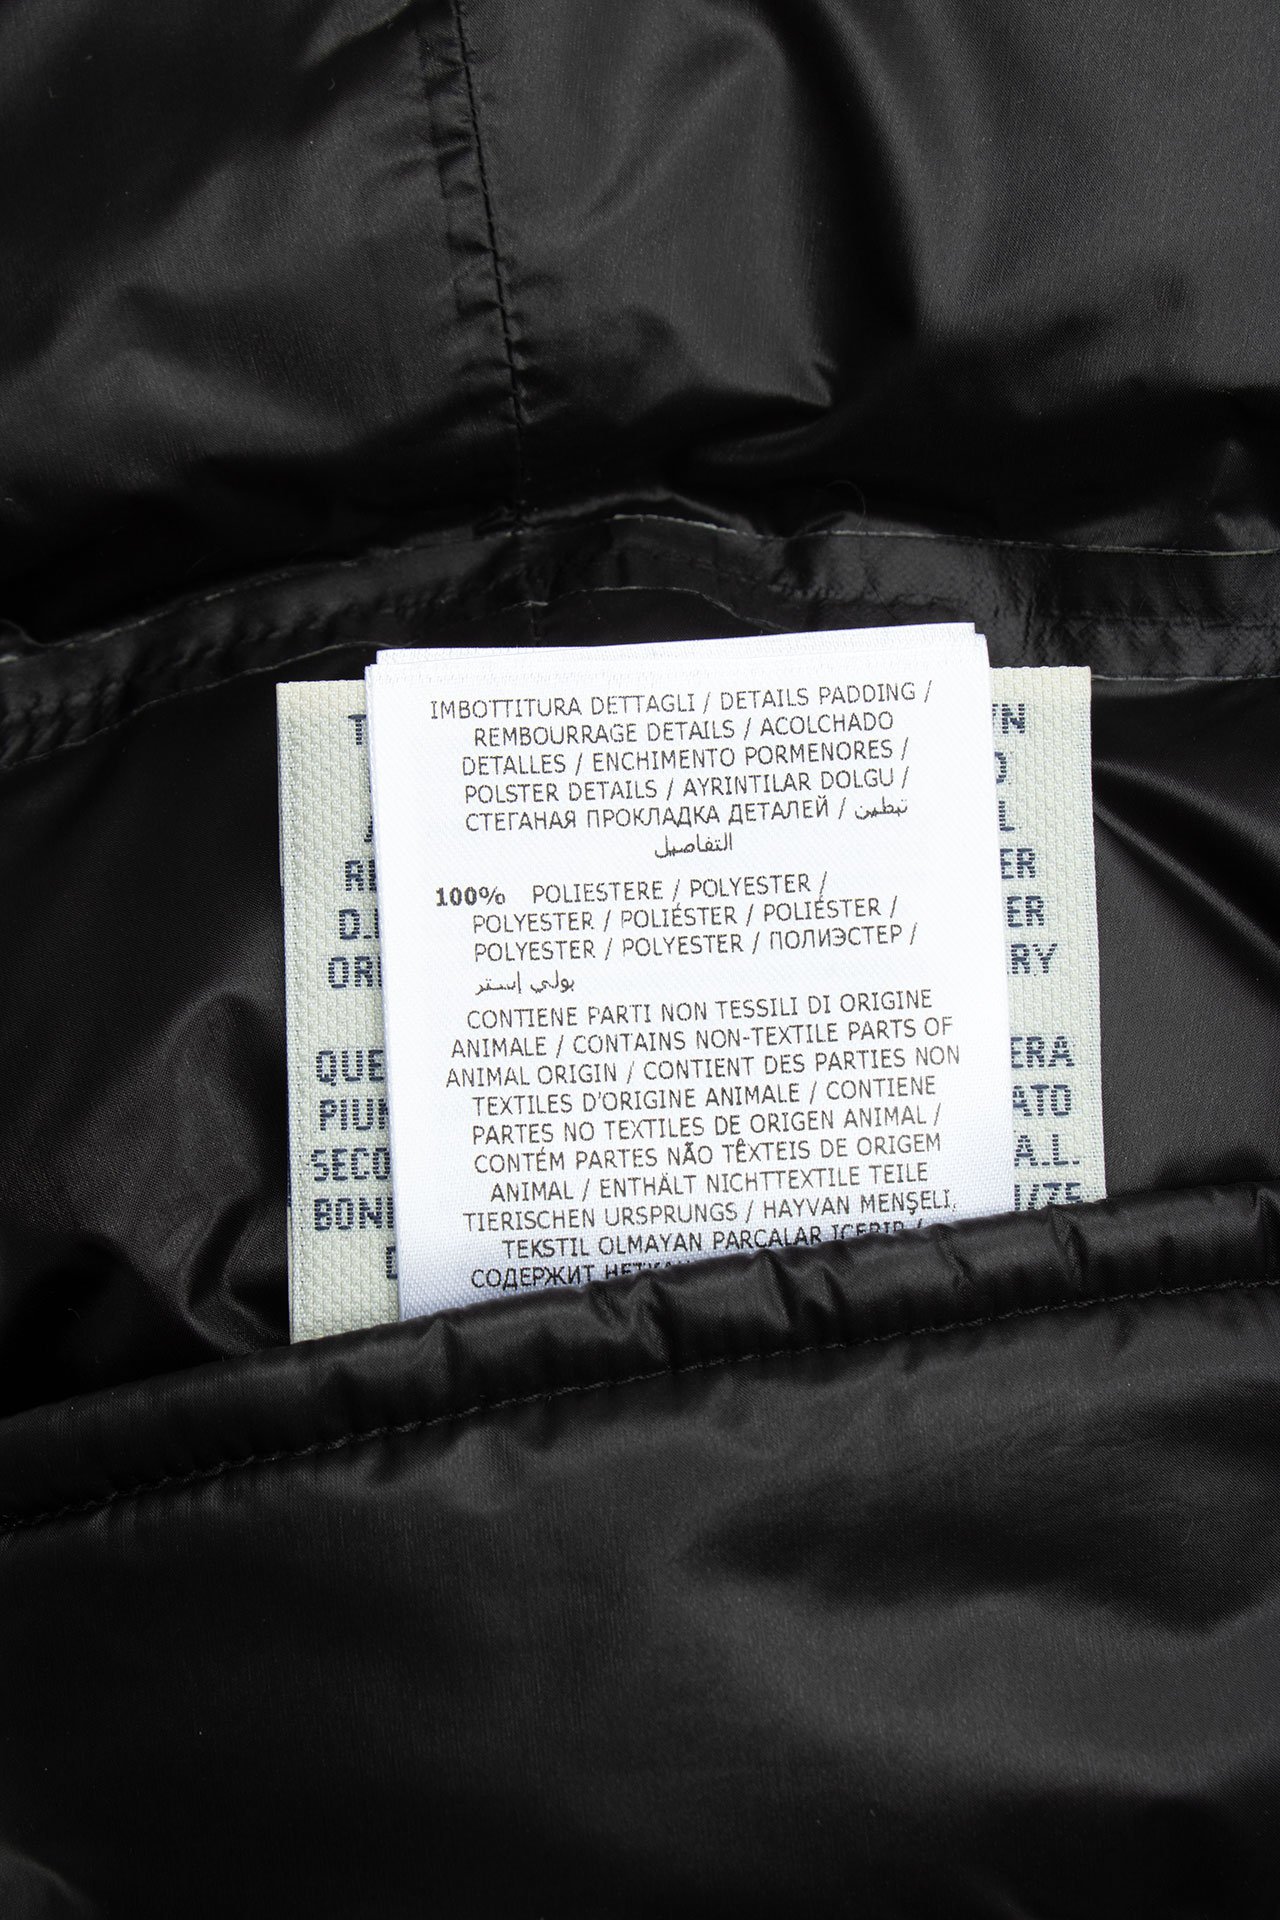 IMBOTTITURA DETTAGLI / DETAILS PADDING /
REMBOURRAGE DETAILS / ACOLCHADO
DETALLES / ENCHIMENTO PORMENORES /
POLSTER DETAILS / AYRINTILAR DOLGU /
СТЕГАНАЯ ПРОКЛАДКА ДЕТАЛЕЙ / تبطين
التفاصيل
100% POLIESTERE / POLYESTER /
POLYESTER / POLIÉSTER / POLIÉSTER /
POLYESTER / POLYESTER / ПОЛИЭСТЕР /
بولي إستر
CONTIENE PARTI NON TESSILI DI ORIGINE
ANIMALE / CONTAINS NON-TEXTILE PARTS OF
ANIMAL ORIGIN / CONTIENT DES PARTIES NON
TEXTILES D'ORIGINE ANIMALE / CONTIENE
PARTES NO TEXTILES DE ORIGEN ANIMAL /
CONTÉM PARTES NÃO TÊXTEIS DE ORIGEM
ANIMAL / ENTHÄLT NICHTTEXTILE TEILE
TIERISCHEN URSPRUNGS / HAYVAN MENŞELİ,
TEKSTIL OLMAYAN PARÇALAR
СОДЕРЖИТ